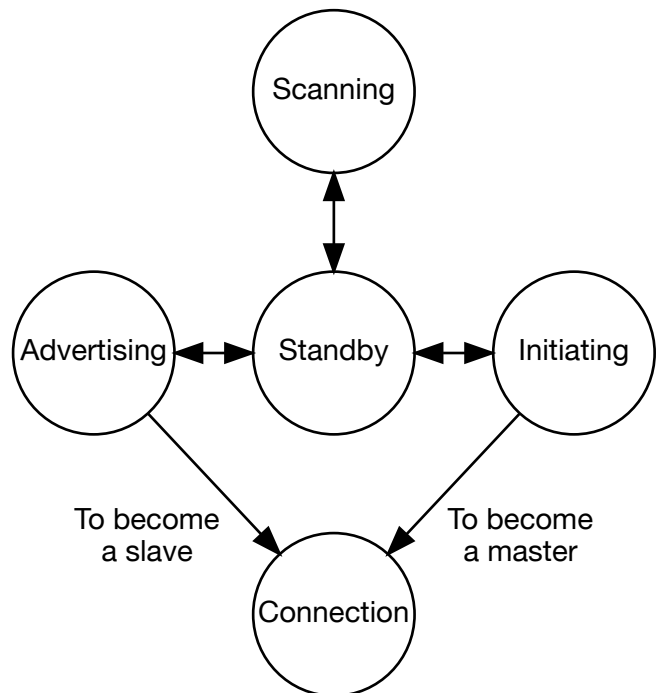 Scanning
Advertising
Standby
Initiating
To become
a slave
To become
a master
Connection